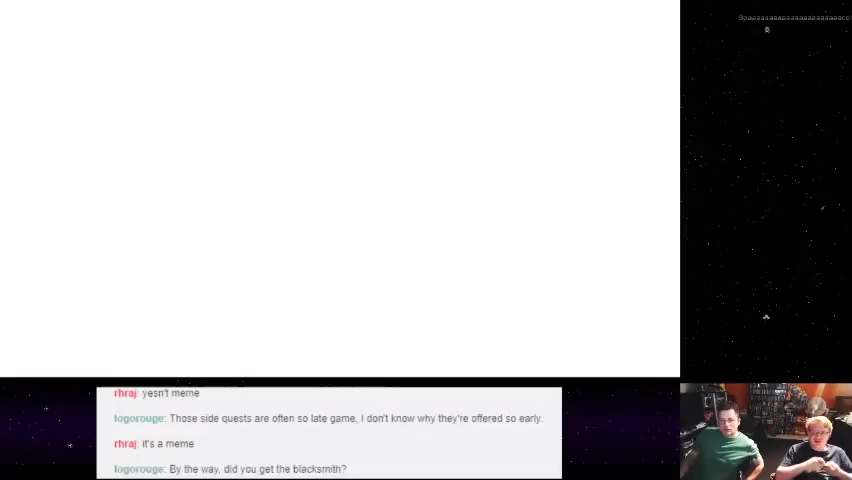 rhraj: yesn't meme
logorouge: Those side quests are often so late game, I don't know why they're offered so early.
rhraj: it's a meme
logorouge: By the way, did you get the blacksmith?